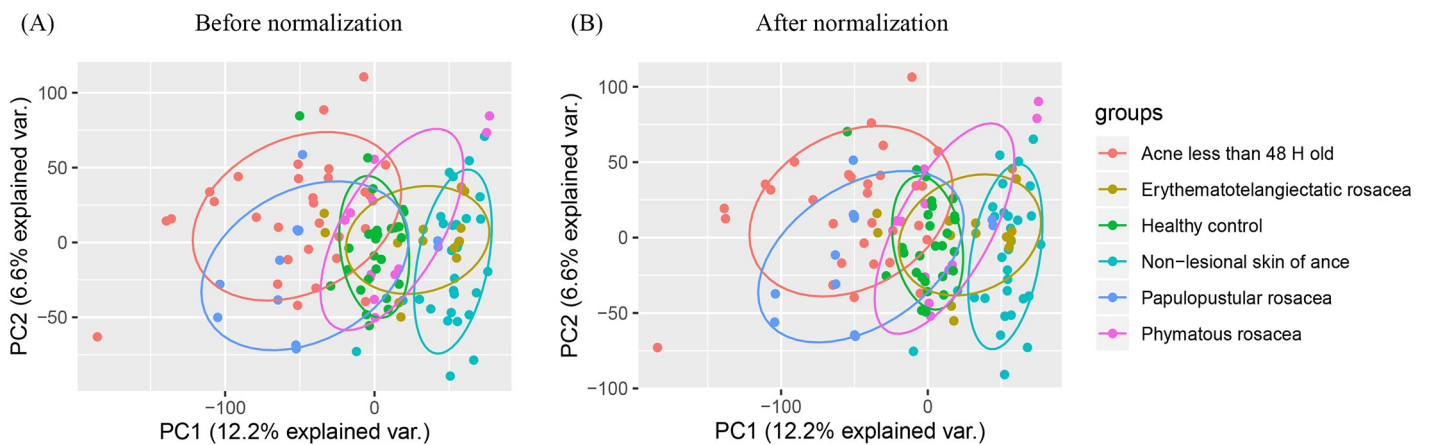 (A) Before normalization
(B) After normalization
PC2 (6.6% explained var.)
100
50
0
−50
−100
0
PC1 (12.2% explained var.)
PC2 (6.6% explained var.)
100
50
0
−50
−100
−100
0
PC1 (12.2% explained var.)
groups
Acne less than 48 H old
Erythematotelangiectatic rosacea
Healthy control
Non−lesional skin of ance
Papulopustular rosacea
Phymatous rosacea